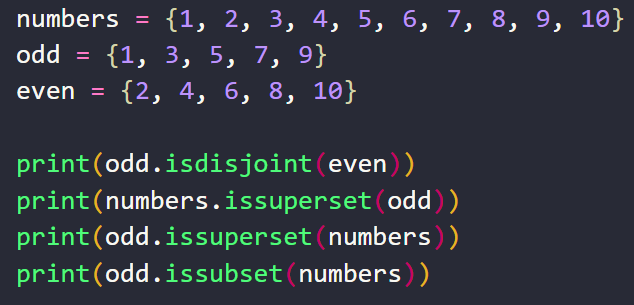 numbers = {1, 2, 3, 4, 5, 6, 7, 8, 9, 10}
odd = {1, 3, 5, 7, 9}
even = {2, 4, 6, 8, 10}
print(odd.isdisjoint(even))
print(numbers.issuperset(odd))
print(odd.issuperset(numbers))
print(odd.issubset(numbers))